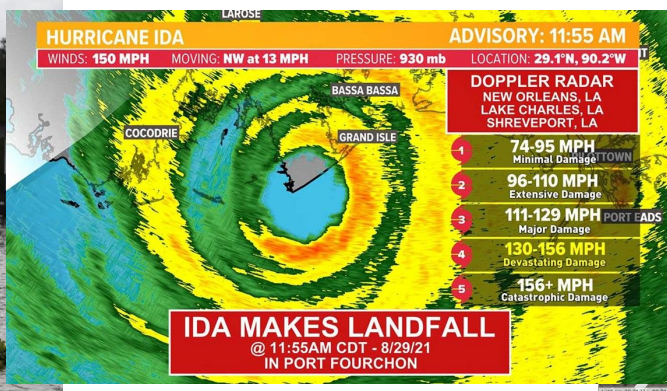 LAROSE
HURRICANE IDA
ADVISORY: 11:55 AM
WINDS: 150 MPH MOVING: NW at 13 MPH PRESSURE: 930 mb LOCATION: 29.1°N, 90.2°W
DOPPLER RADAR
NEW ORLEANS, LA
LAKE CHARLES, LA
SHREVEPORT, LA
BASSA BASSA
COCODRIE
GRAND ISLE
1 74-95 MPH
Minimal Damage
TTOWN
2 96-110 MPH
Extensive Damage
3 111-129 MPH
Major Damage
PORT EADS
4 130-156 MPH
Devastating Damage
5 156+ MPH
Catastrophic Damage
IDA MAKES LANDFALL
@ 11:55AM CDT - 8/29/21
IN PORT FOURCHON